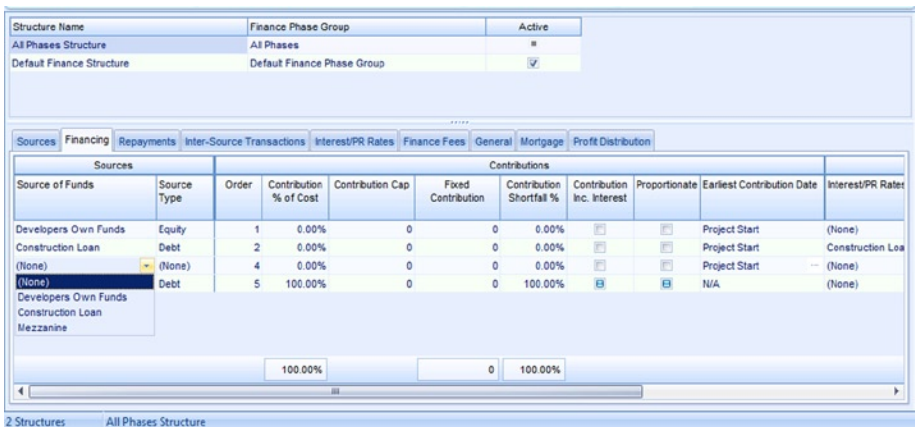 Structure Name Finance Phase Group Active
All Phases Structure All Phases
Default Finance Structure Default Finance Phase Group
Sources Financing Repayments Inter-Source Transactions Interest/PR Rates Finance Fees General Mortgage Profit Distribution
Sources Contributions
Source of Funds Source Type Order Contribution % of Cost Contribution Cap Fixed Contribution Contribution Shortfall % Contribution Inc. Interest Proportionate Earliest Contribution Date Interest/PR Rates
Developers Own Funds Equity 1 0.00% 0 0 0.00% Project Start (None)
Construction Loan Debt 2 0.00% 0 0 0.00% Project Start Construction Loa
(None) (None) 4 0.00% 0 0 0.00% Project Start ... (None)
(None) Debt 5 100.00% 0 0 100.00% N/A (None)
Developers Own Funds
Construction Loan
Mezzanine
100.00% 0 100.00%
2 Structures All Phases Structure